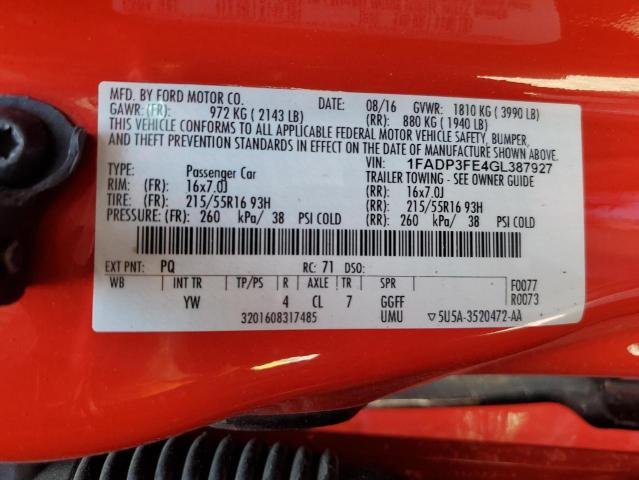 MFD. BY FORD MOTOR CO. DATE: 08/16 GVWR: 1810 KG ( 3990 LB)
GAWR: (FR): 972 KG ( 2143 LB) (RR): 880 KG ( 1940 LB)
THIS VEHICLE CONFORMS TO ALL APPLICABLE FEDERAL MOTOR VEHICLE SAFETY, BUMPER,
AND THEFT PREVENTION STANDARDS IN EFFECT ON THE DATE OF MANUFACTURE SHOWN ABOVE.
VIN: 1FADP3FE4GL387927
TYPE: Passenger Car TRAILER TOWING - SEE OWNER GUIDE
RIM: (FR): 16x7.0J (RR): 16x7.0J
TIRE: (FR): 215/55R16 93H (RR): 215/55R16 93H
PRESSURE: (FR): 260 kPa/ 38 PSI COLD (RR): 260 kPa/ 38 PSI COLD
EXT PNT: PQ RC: 71 DSO:
WB INT TR TP/PS R AXLE TR SPR F0077
YW 4 CL 7 GGFF R0073
3201608317485 UMU ▽5U5A-3520472-AA